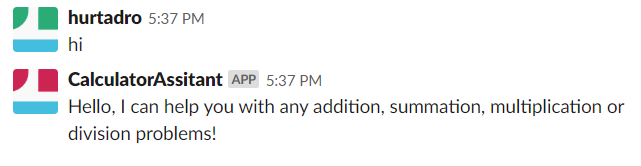 hurtadro 5:37 PM
hi
CalculatorAssitant APP 5:37 PM
Hello, I can help you with any addition, summation, multiplication or
division problems!